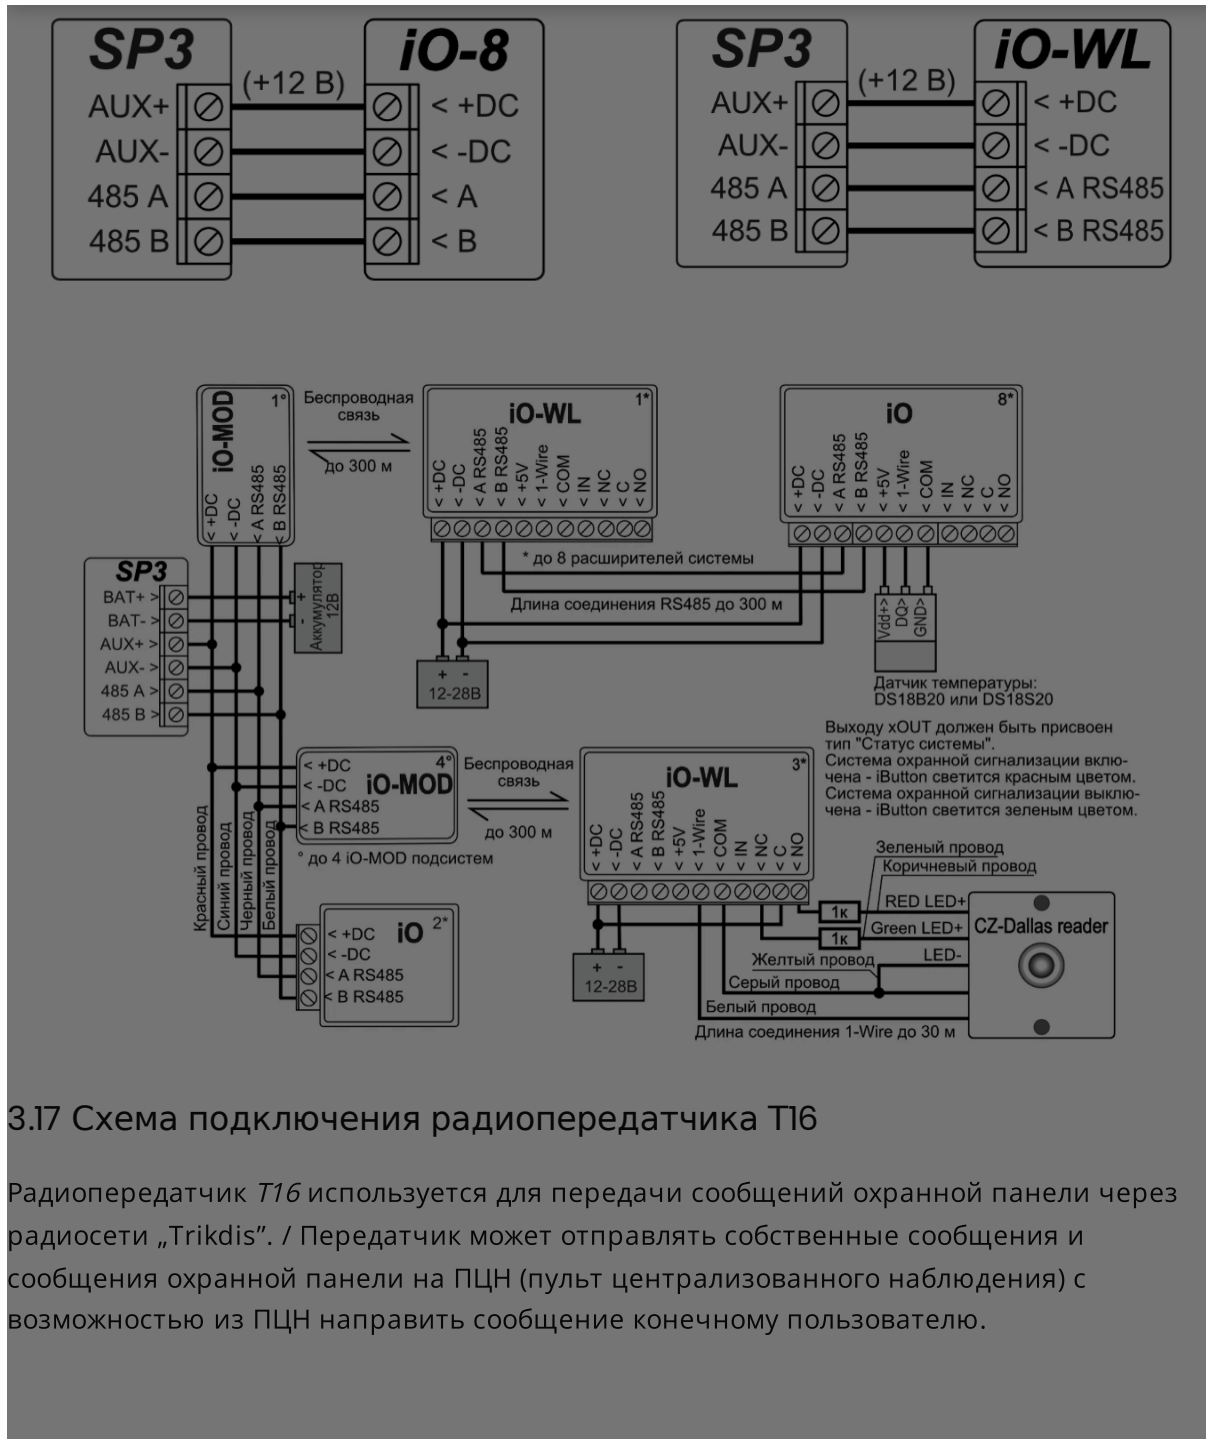 SP3
(+12 В)
iO-8
AUX+
< +DC
AUX-
< -DC
485 A
< A
485 B
< B
SP3
(+12 В)
iO-WL
AUX+
< +DC
AUX-
< -DC
485 A
< A RS485
485 B
< B RS485
iO-MOD
1°
< +DC
< -DC
< A RS485
< B RS485
Беспроводная
связь
до 300 м
iO-WL
1*
< +DC
< -DC
< A RS485
< B RS485
< +5V
< 1-Wire
< COM
< IN
< NC
< C
< NO
iO
8*
< +DC
< -DC
< A RS485
< B RS485
< +5V
< 1-Wire
< COM
< IN
< NC
< C
< NO
* до 8 расширителей системы
Длина соединения RS485 до 300 м
SP3
BAT+ >
BAT- >
AUX+ >
AUX- >
485 A >
485 B >
+
-
Аккумулятор
12В
+ -
12-28В
Vdd+>
DQ>
GND>
Датчик температуры:
DS18B20 или DS18S20
Выходу xOUT должен быть присвоен
тип "Статус системы".
Система охранной сигнализации вклю-
чена - iButton светится красным цветом.
Система охранной сигнализации выклю-
чена - iButton светится зеленым цветом.
4°
iO-MOD
< +DC
< -DC
< A RS485
< B RS485
Беспроводная
связь
до 300 м
° до 4 iO-MOD подсистем
Красный провод
Синий провод
Черный провод
Белый провод
iO-WL
3*
< +DC
< -DC
< A RS485
< B RS485
< +5V
< 1-Wire
< COM
< IN
< NC
< C
< NO
iO
2*
< +DC
< -DC
< A RS485
< B RS485
+ -
12-28В
Зеленый провод
Коричневый провод
1к
RED LED+
1к
Green LED+
CZ-Dallas reader
Желтый провод
LED-
Серый провод
Белый провод
Длина соединения 1-Wire до 30 м
3.17 Схема подключения радиопередатчика T16
Радиопередатчик T16 используется для передачи сообщений охранной панели через
радиосети „Trikdis”. / Передатчик может отправлять собственные сообщения и
сообщения охранной панели на ПЦН (пульт централизованного наблюдения) с
возможностью из ПЦН направить сообщение конечному пользователю.